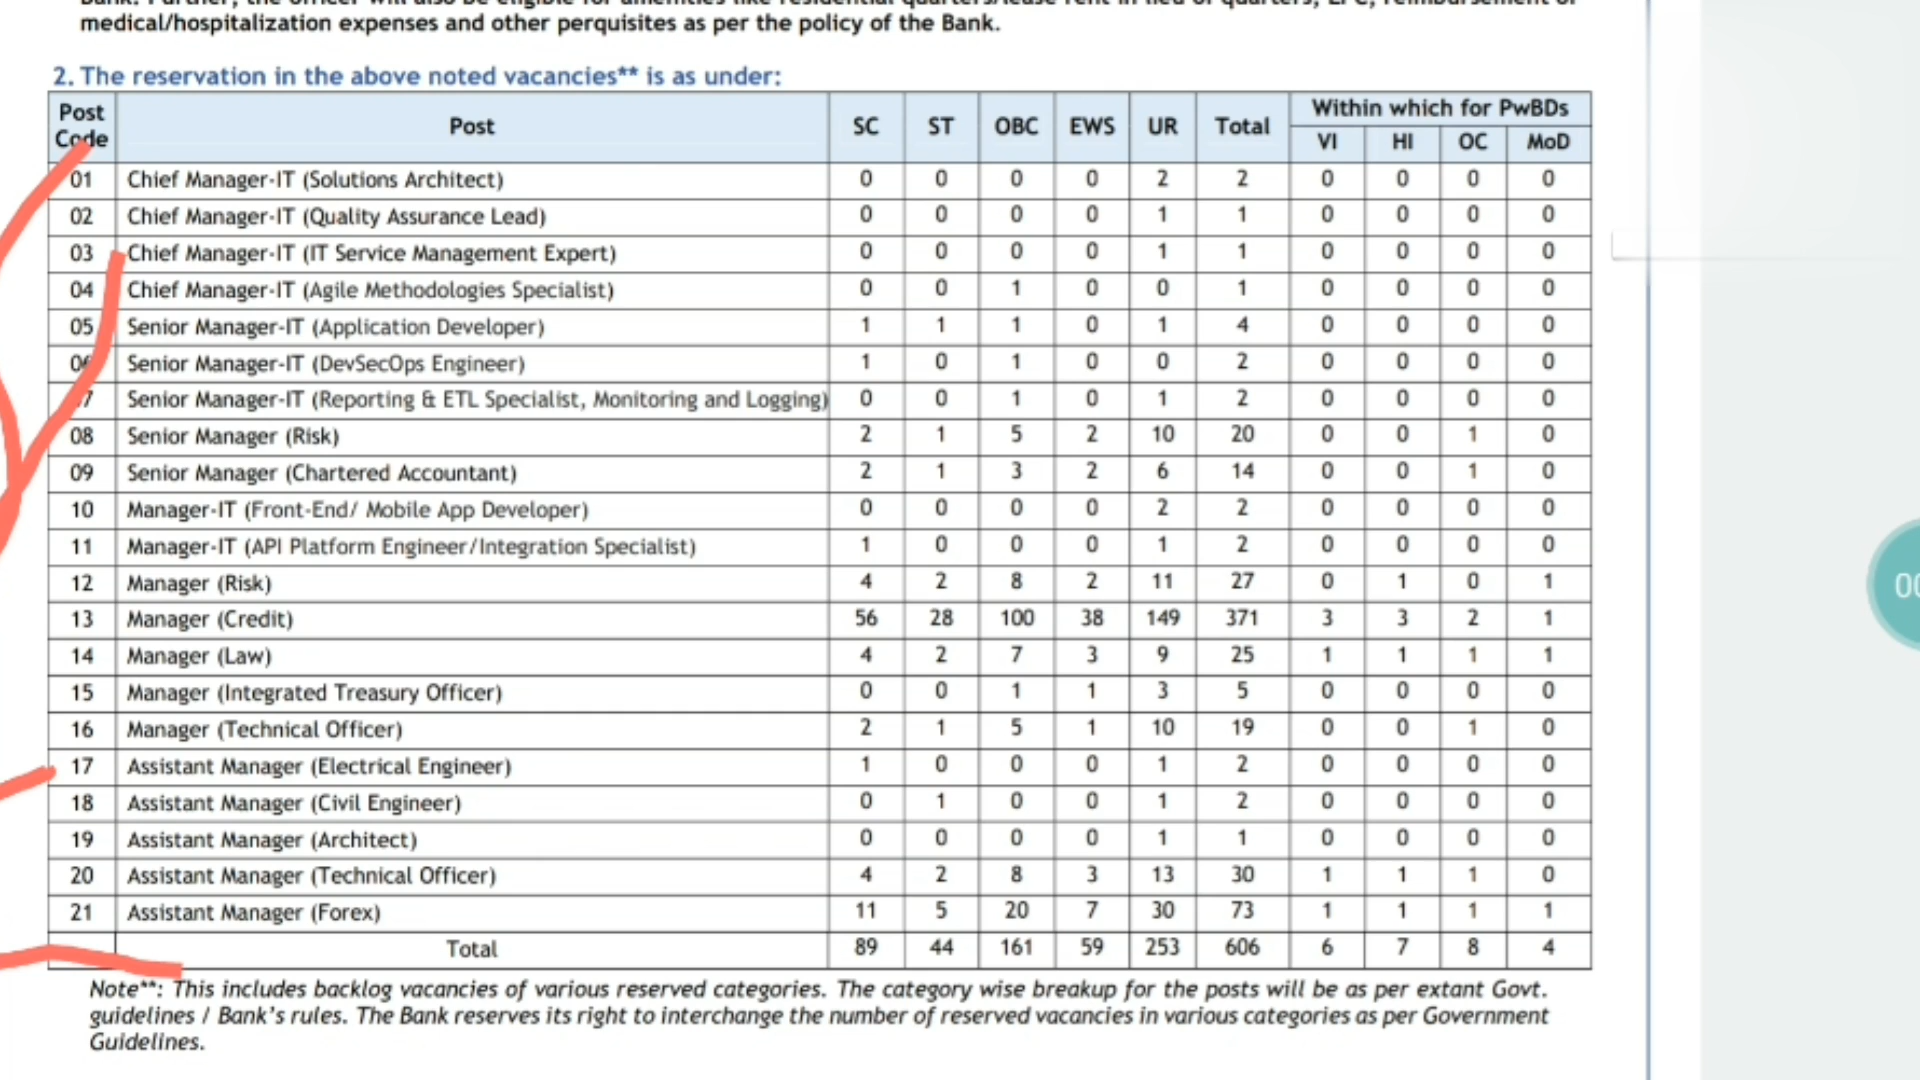 medical/hospitalization expenses and other perquisites as per the policy of the Bank.
2. The reservation in the above noted vacancies** is as under:
Post Code Post SC ST OBC EWS UR Total Within which for PwBDs
VI HI OC MoD
01 Chief Manager-IT (Solutions Architect) 0 0 0 0 2 2 0 0 0 0
02 Chief Manager-IT (Quality Assurance Lead) 0 0 0 0 1 1 0 0 0 0
03 Chief Manager-IT (IT Service Management Expert) 0 0 0 0 1 1 0 0 0 0
04 Chief Manager-IT (Agile Methodologies Specialist) 0 0 1 0 0 1 0 0 0 0
05 Senior Manager-IT (Application Developer) 1 1 1 0 1 4 0 0 0 0
06 Senior Manager-IT (DevSecOps Engineer) 1 0 1 0 0 2 0 0 0 0
7 Senior Manager-IT (Reporting & ETL Specialist, Monitoring and Logging) 0 0 1 0 1 2 0 0 0 0
08 Senior Manager (Risk) 2 1 5 2 10 20 0 0 1 0
09 Senior Manager (Chartered Accountant) 2 1 3 2 6 14 0 0 1 0
10 Manager-IT (Front-End/ Mobile App Developer) 0 0 0 0 2 2 0 0 0 0
11 Manager-IT (API Platform Engineer/Integration Specialist) 1 0 0 0 1 2 0 0 0 0
12 Manager (Risk) 4 2 8 2 11 27 0 1 0 1
13 Manager (Credit) 56 28 100 38 149 371 3 3 2 1
14 Manager (Law) 4 2 7 3 9 25 1 1 1 1
15 Manager (Integrated Treasury Officer) 0 0 1 1 3 5 0 0 0 0
16 Manager (Technical Officer) 2 1 5 1 10 19 0 0 1 0
17 Assistant Manager (Electrical Engineer) 1 0 0 0 1 2 0 0 0 0
18 Assistant Manager (Civil Engineer) 0 1 0 0 1 2 0 0 0 0
19 Assistant Manager (Architect) 0 0 0 0 1 1 0 0 0 0
20 Assistant Manager (Technical Officer) 4 2 8 3 13 30 1 1 1 0
21 Assistant Manager (Forex) 11 5 20 7 30 73 1 1 1 1
Total 89 44 161 59 253 606 6 7 8 4
Note**: This includes backlog vacancies of various reserved categories. The category wise breakup for the posts will be as per extant Govt.
guidelines / Bank's rules. The Bank reserves its right to interchange the number of reserved vacancies in various categories as per Government
Guidelines.